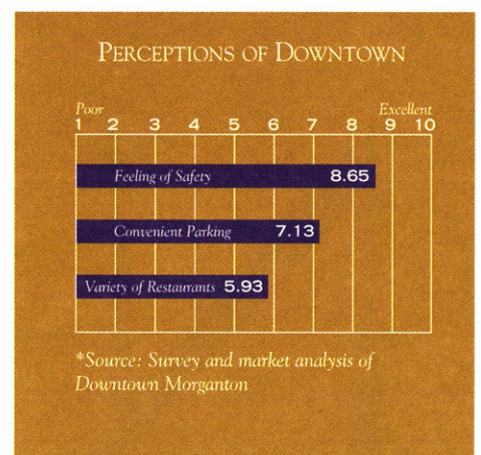 PERCEPTIONS OF DOWNTOWN
Poor Excellent
1 2 3 4 5 6 7 8 9 10
Feeling of Safety 8.65
Convenient Parking 7.13
Variety of Restaurants 5.93
*Source: Survey and market analysis of
Downtown Morganton